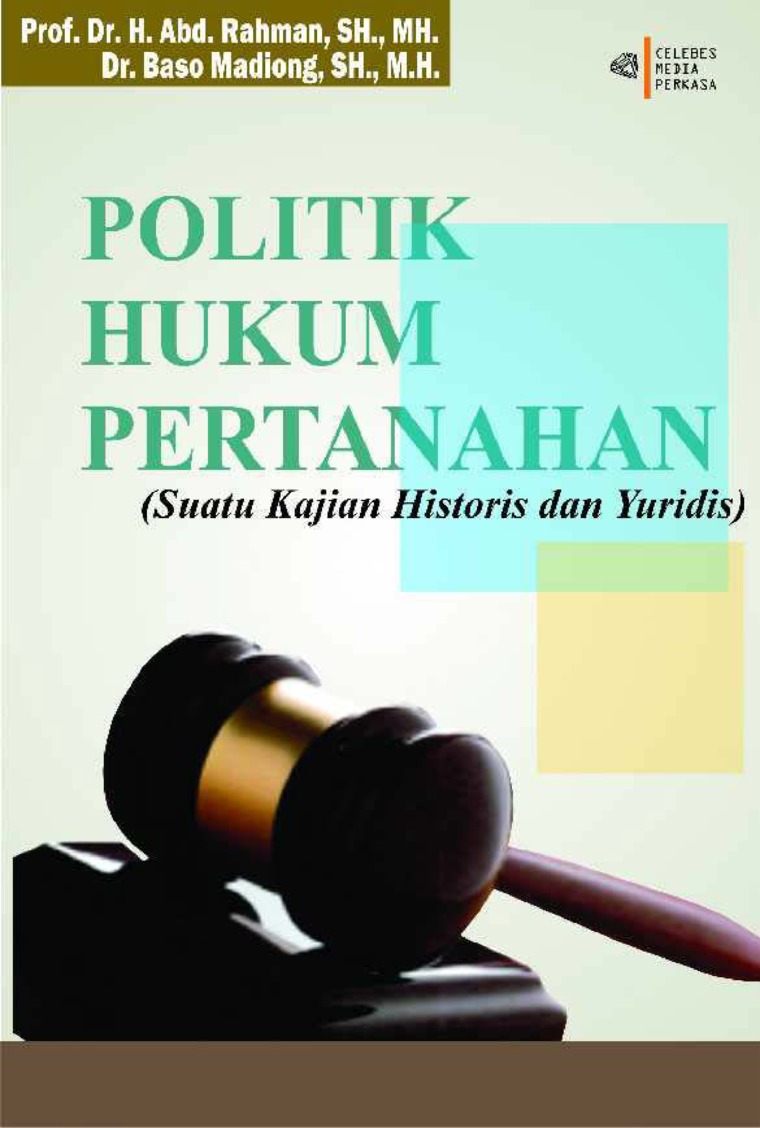 Prof. Dr. H. Abd. Rahman, SH., MH.
Dr. Baso Madiong, SH., M.H.
CELEBES
MEDIA
PERKASA
POLITIK
HUKUM
PERTANAHAN
(Suatu Kajian Historis dan Yuridis)